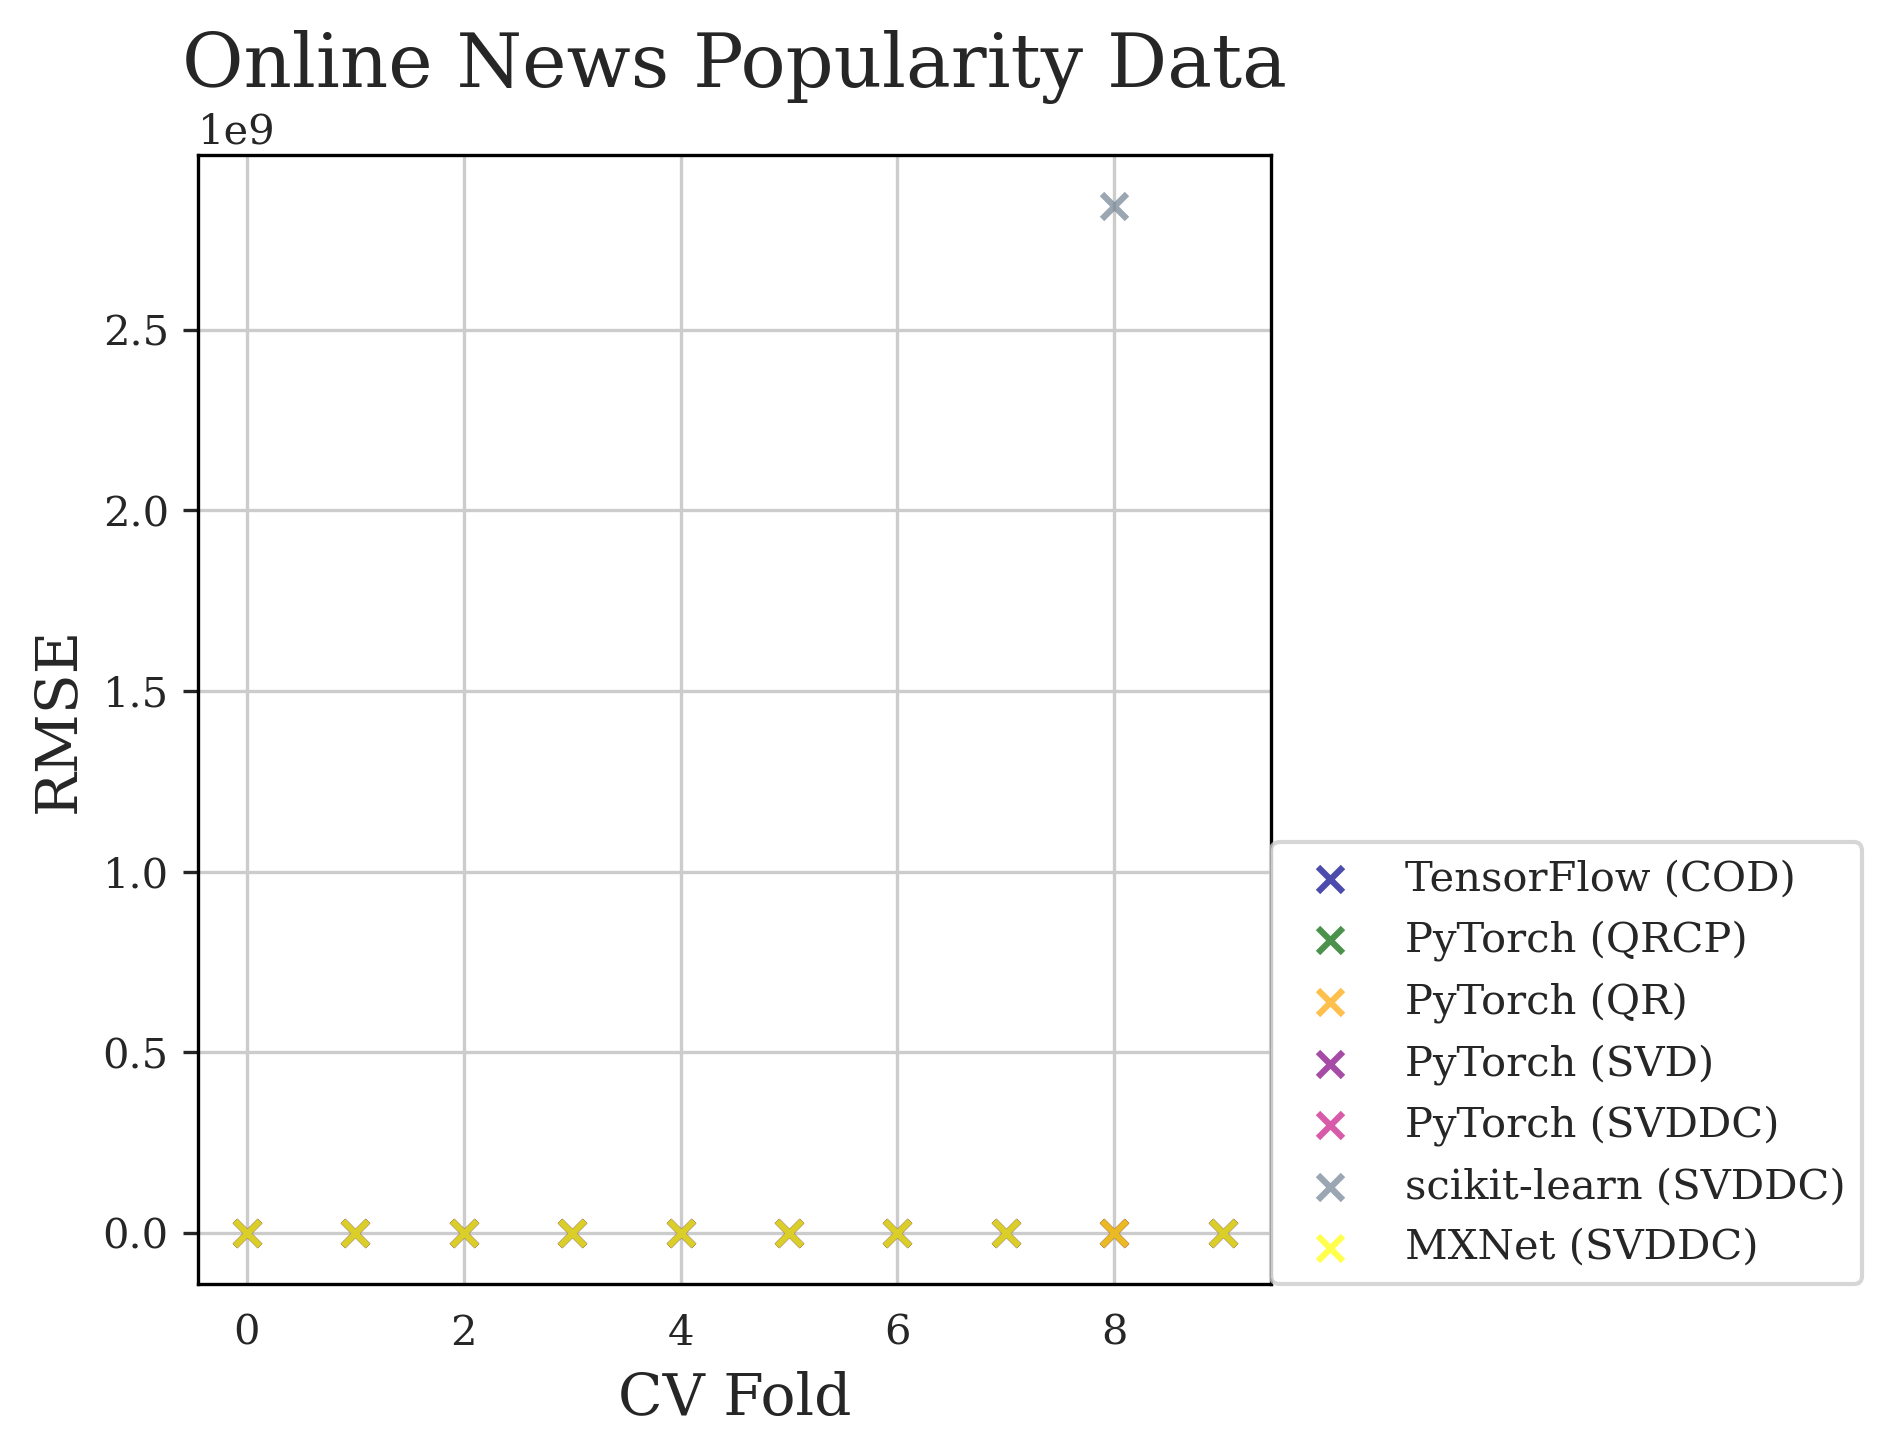 Online News Popularity Data
1e9
2.5
2.0
1.5
1.0
0.5
0.0
RMSE
0 2 4 6 8
CV Fold
TensorFlow (COD)
PyTorch (QRCP)
PyTorch (QR)
PyTorch (SVD)
PyTorch (SVDDC)
scikit-learn (SVDDC)
MXNet (SVDDC)